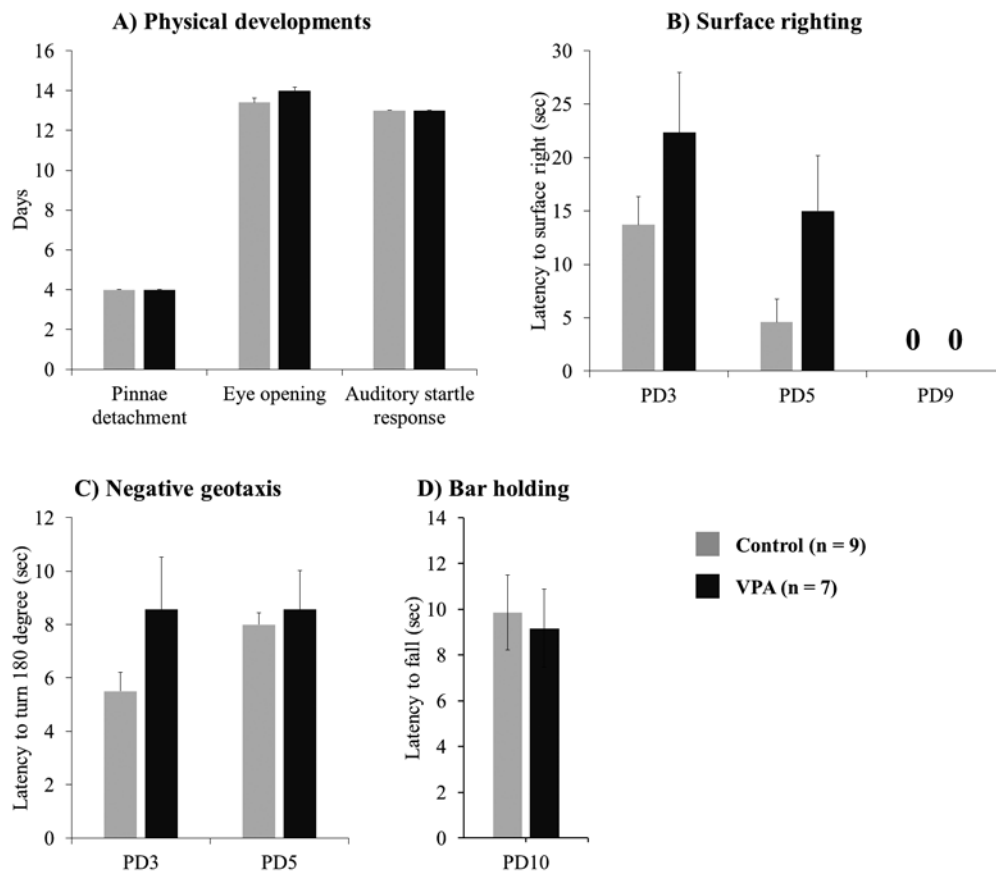 A) Physical developments
Days
16
14
12
10
8
6
4
2
0
Pinnae
detachment
Eye opening
Auditory startle
response
B) Surface righting
Latency to surface right (sec)
30
25
20
15
10
5
0
0 0
PD3
PD5
PD9
C) Negative geotaxis
Latency to turn 180 degree (sec)
12
10
8
6
4
2
0
PD3
PD5
D) Bar holding
Latency to fall (sec)
14
12
10
8
6
4
2
0
PD10
Control (n = 9)
VPA (n = 7)